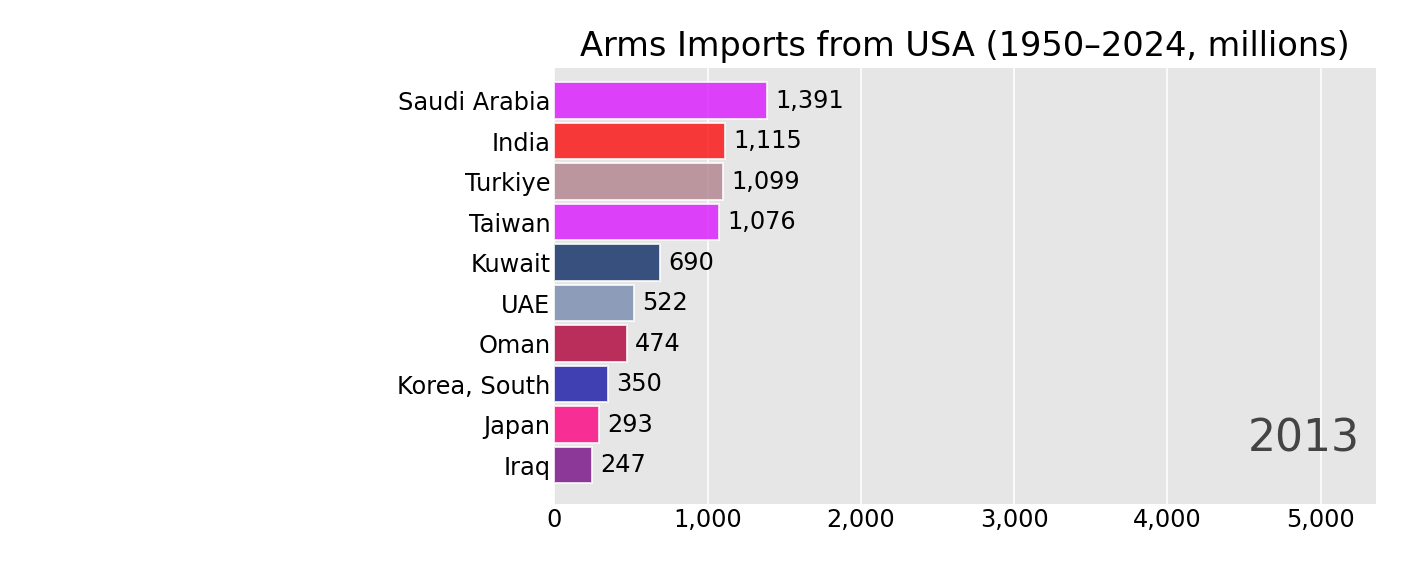 Arms Imports from USA (1950–2024, millions)
Saudi Arabia 1,391
India 1,115
Turkiye 1,099
Taiwan 1,076
Kuwait 690
UAE 522
Oman 474
Korea, South 350
Japan 293
Iraq 247
2013
0 1,000 2,000 3,000 4,000 5,000